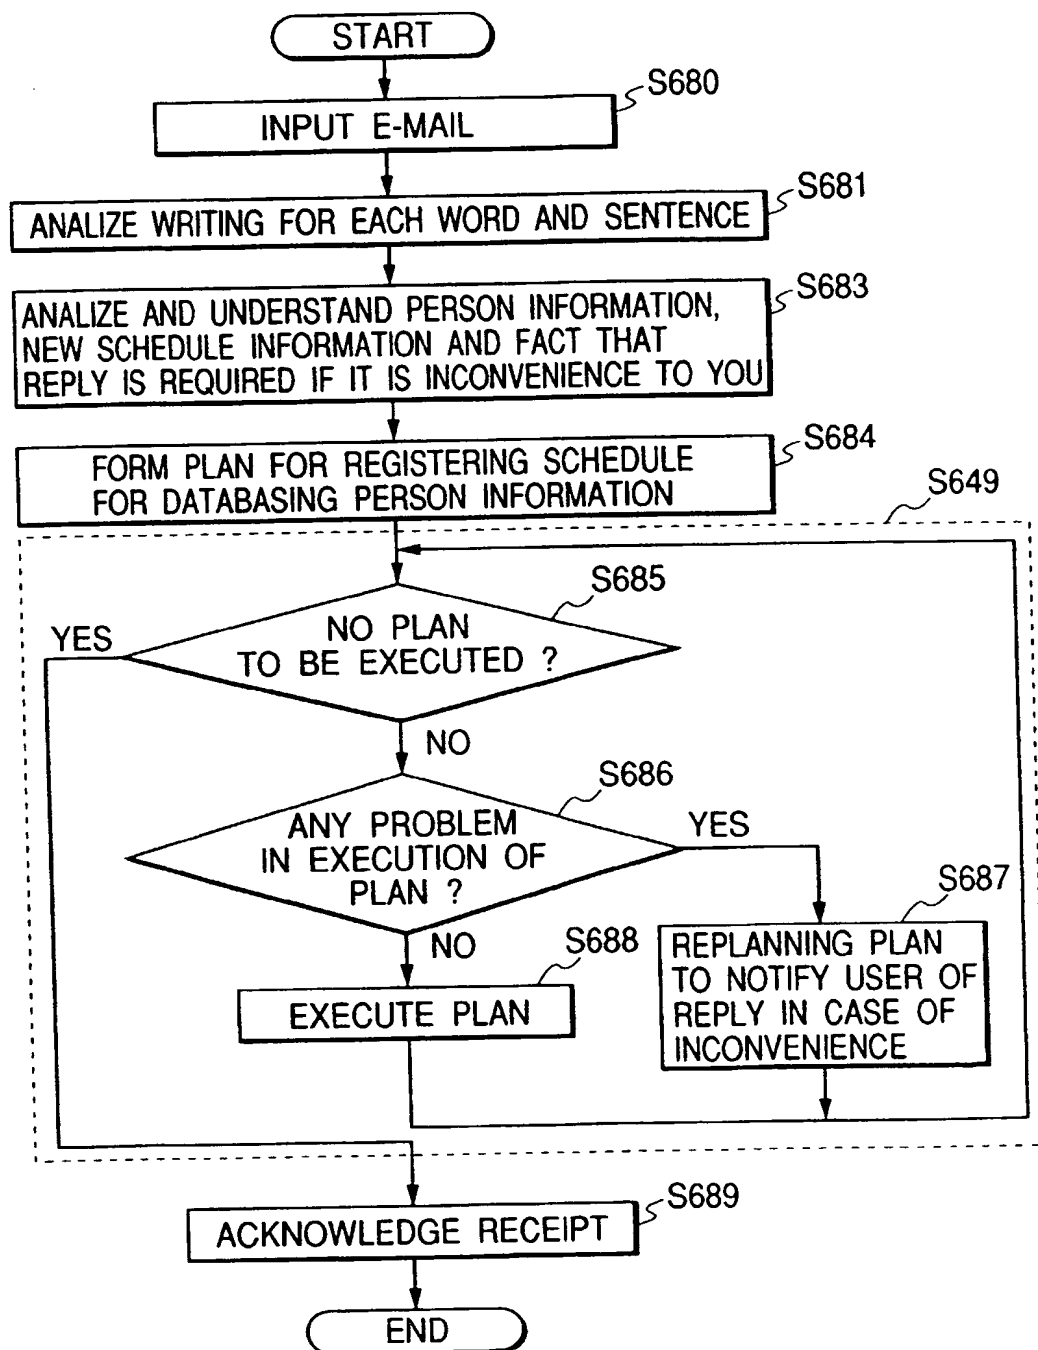 START
S680
INPUT E-MAIL
S681
ANALIZE WRITING FOR EACH WORD AND SENTENCE
S683
ANALIZE AND UNDERSTAND PERSON INFORMATION,
NEW SCHEDULE INFORMATION AND FACT THAT
REPLY IS REQUIRED IF IT IS INCONVENIENCE TO YOU
S684
FORM PLAN FOR REGISTERING SCHEDULE
FOR DATABASING PERSON INFORMATION
S649
S685
YES
NO PLAN
TO BE EXECUTED ?
NO
S686
ANY PROBLEM
IN EXECUTION OF
PLAN ?
YES
NO
S687
REPLANNING PLAN
TO NOTIFY USER OF
REPLY IN CASE OF
INCONVENIENCE
S688
EXECUTE PLAN
S689
ACKNOWLEDGE RECEIPT
END